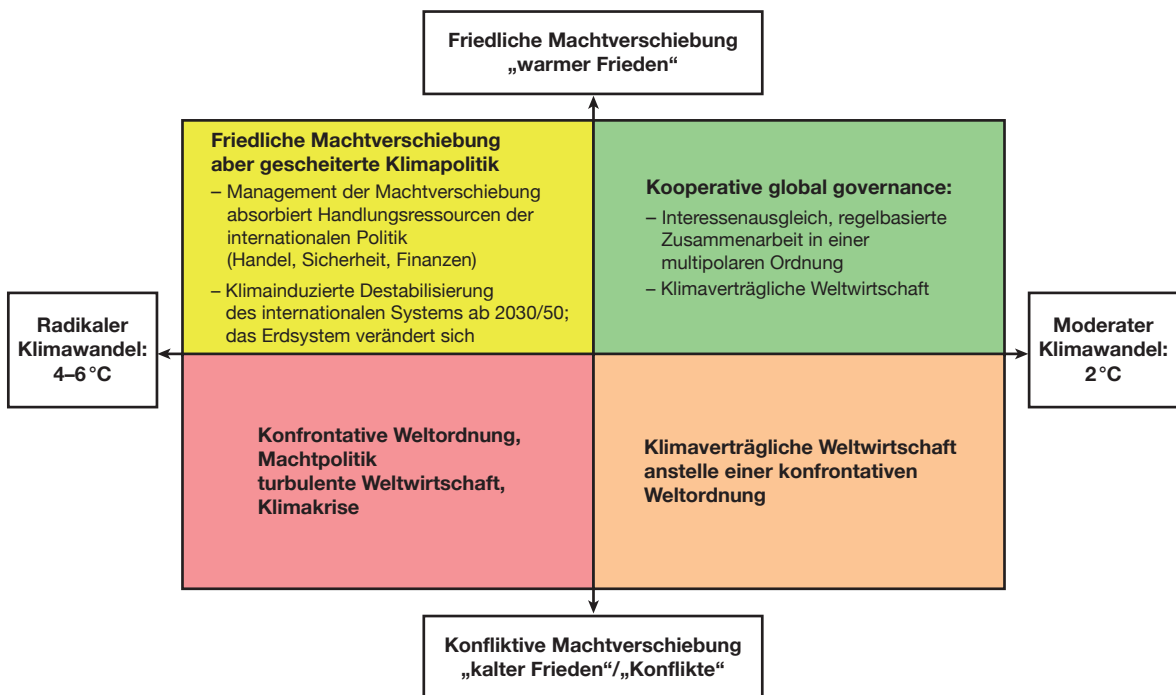 Friedliche Machtverschiebung
„warmer Frieden“
Friedliche Machtverschiebung
aber gescheiterte Klimapolitik
– Management der Machtverschiebung
absorbiert Handlungsressourcen der
internationalen Politik
(Handel, Sicherheit, Finanzen)
– Klimainduzierte Destabilisierung
des internationalen Systems ab 2030/50;
das Erdsystem verändert sich
Kooperative global governance:
– Interessenausgleich, regelbasierte
Zusammenarbeit in einer
multipolaren Ordnung
– Klimaverträgliche Weltwirtschaft
Radikaler
Klimawandel:
4–6 °C
Moderater
Klimawandel:
2 °C
Konfrontative Weltordnung,
Machtpolitik
turbulente Weltwirtschaft,
Klimakrise
Klimaverträgliche Weltwirtschaft
anstelle einer konfrontativen
Weltordnung
Konfliktive Machtverschiebung
„kalter Frieden“/„Konflikte“